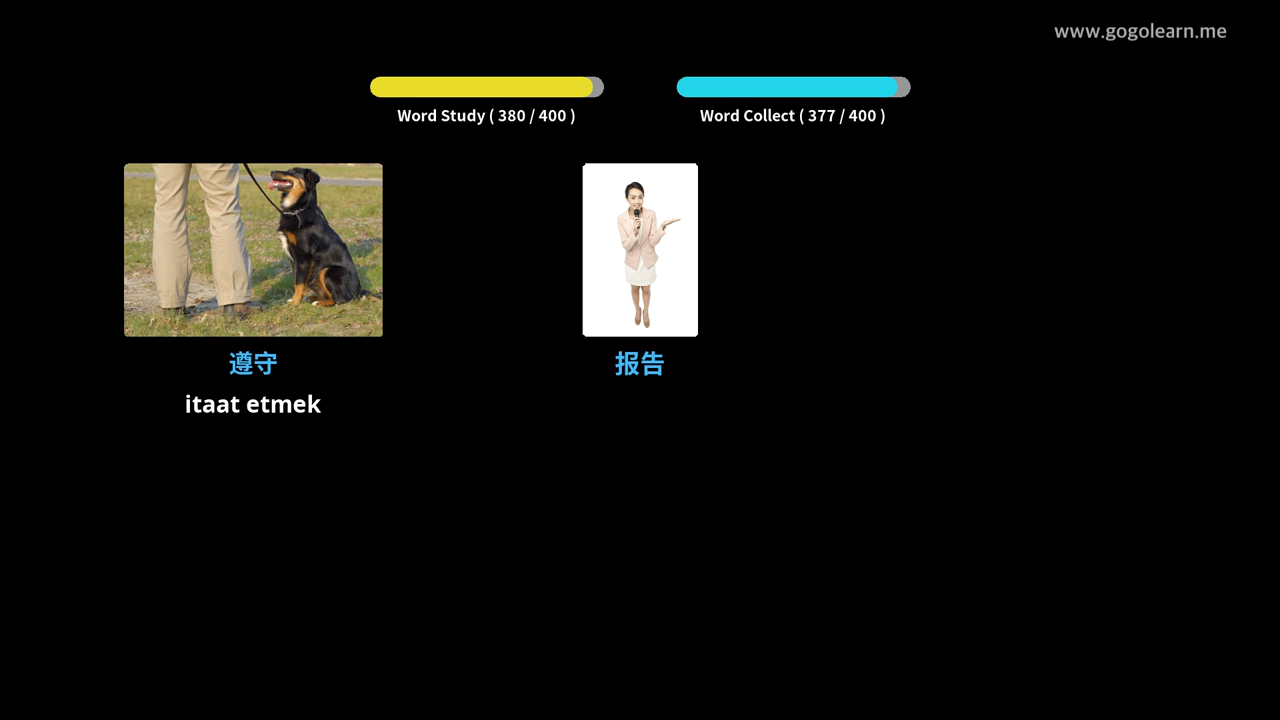 www.gogolearn.me
Word Study ( 380 / 400 )
Word Collect ( 377 / 400 )
遵守
报告
itaat etmek